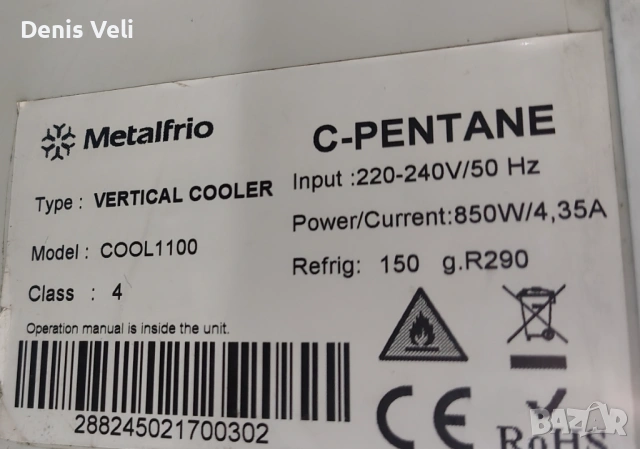 Denis Veli
Metalfrio
C-PENTANE
Type : VERTICAL COOLER
Input :220-240V/50 Hz
Model : COOL1100
Power/Current:850W/4,35A
Class : 4
Refrig: 150 g.R290
Operation manual is inside the unit.
288245021700302
CE
RoHS
BAZAR